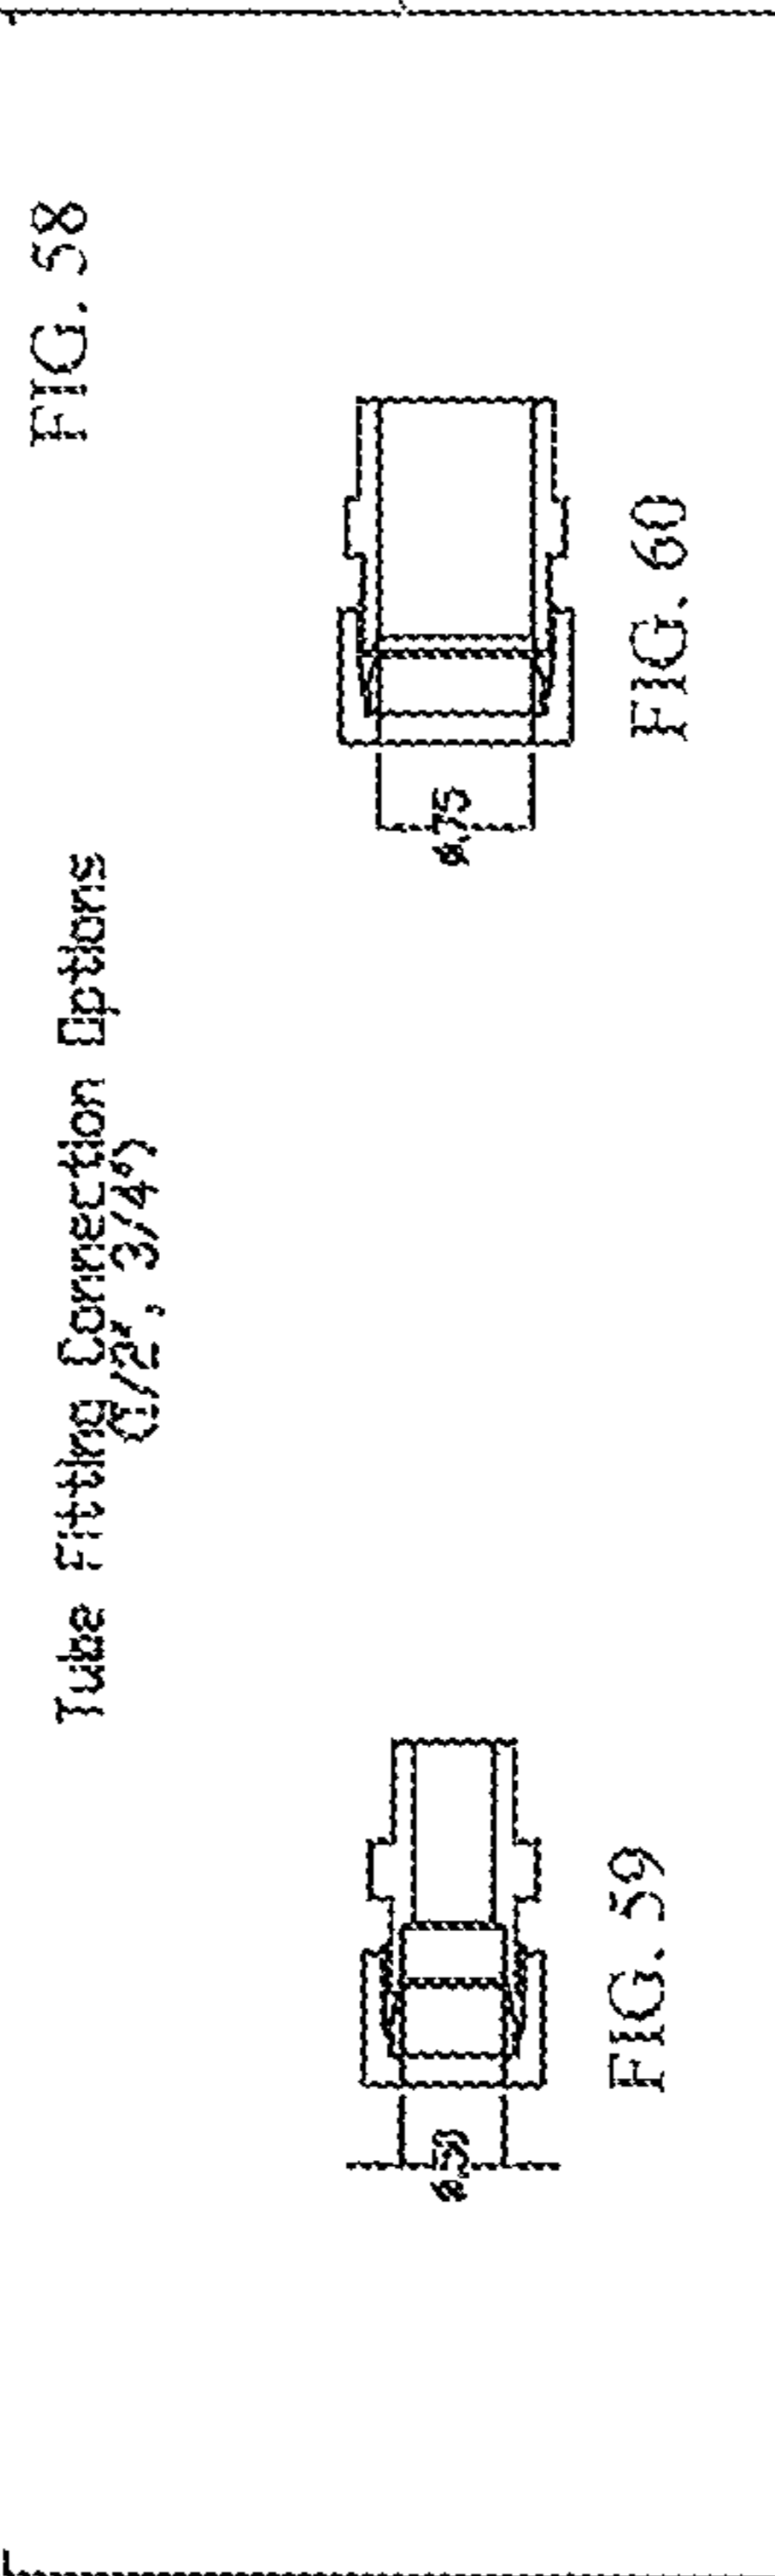 FIG. 58
Tube Fitting Connection Options
(1/2", 3/4")
ø.50
ø.75
FIG. 59
FIG. 60